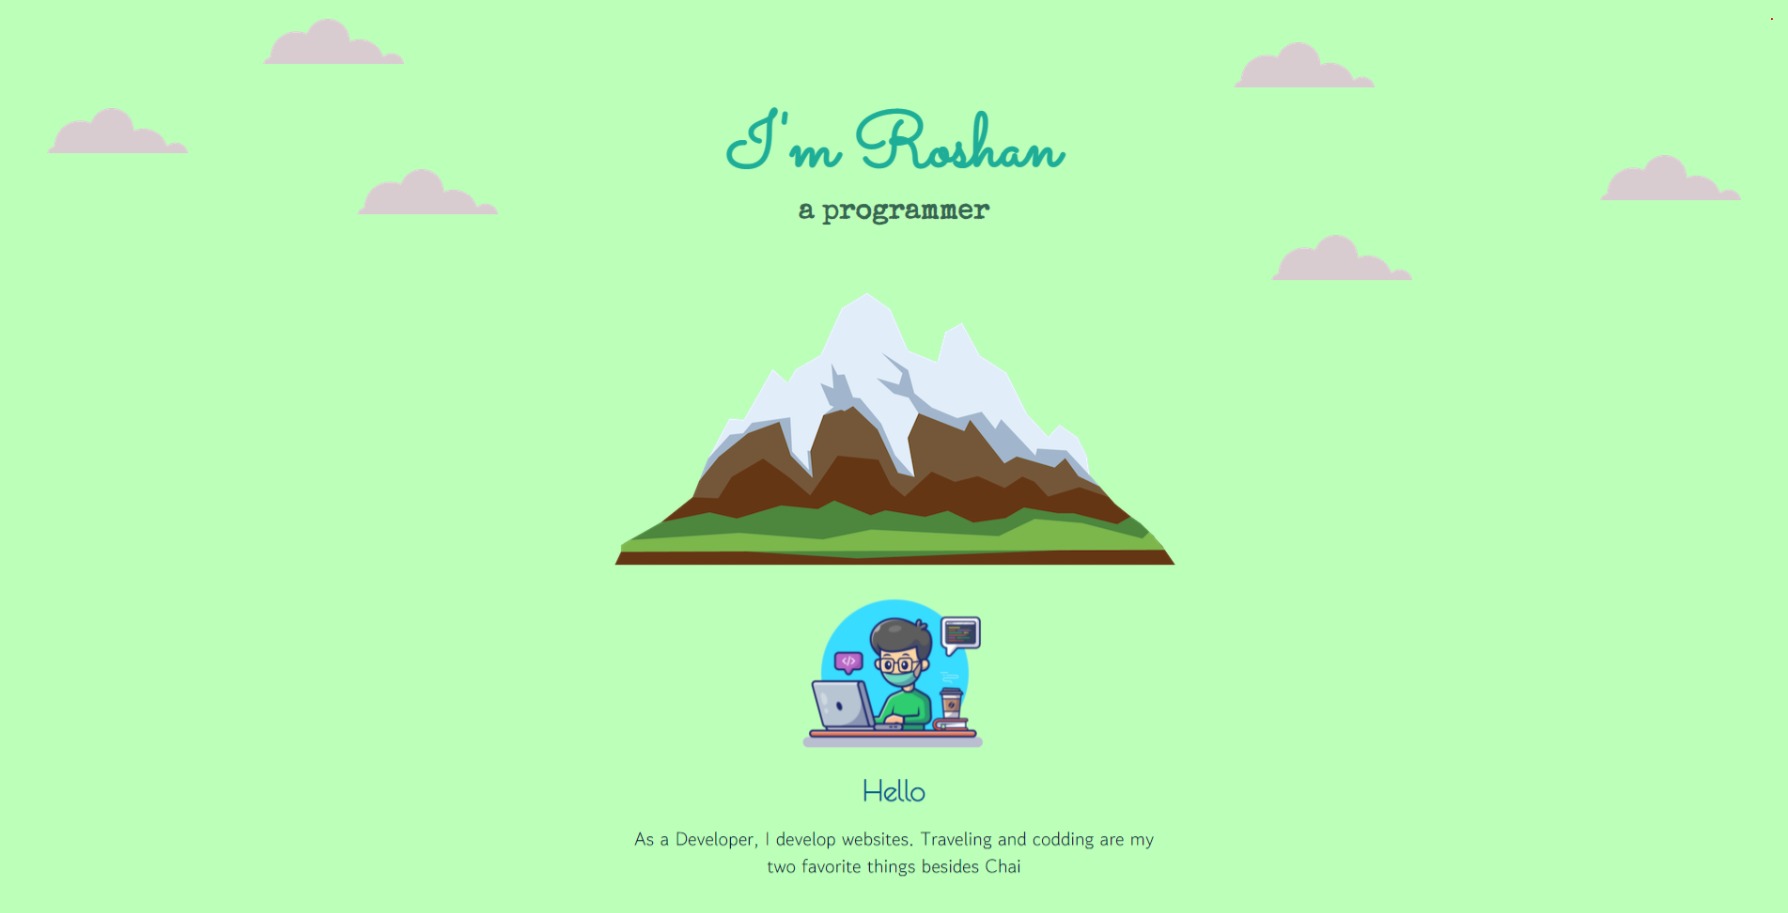 I'm Roshan
a programmer
</>
Hello
As a Developer, I develop websites. Traveling and codding are my
two favorite things besides Chai